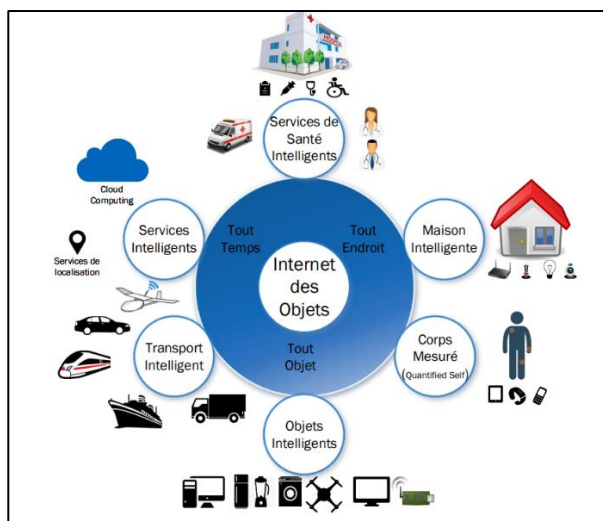 Services de
Santé
Intelligents
Cloud
Computing
Services
Intelligents
Tout
Temps
Tout
Endroit
Maison
Intelligente
Internet
des
Objets
Services de
localisation
Transport
Intelligent
Tout
Objet
Corps
Mesuré
(Quantified Self)
Objets
Intelligents